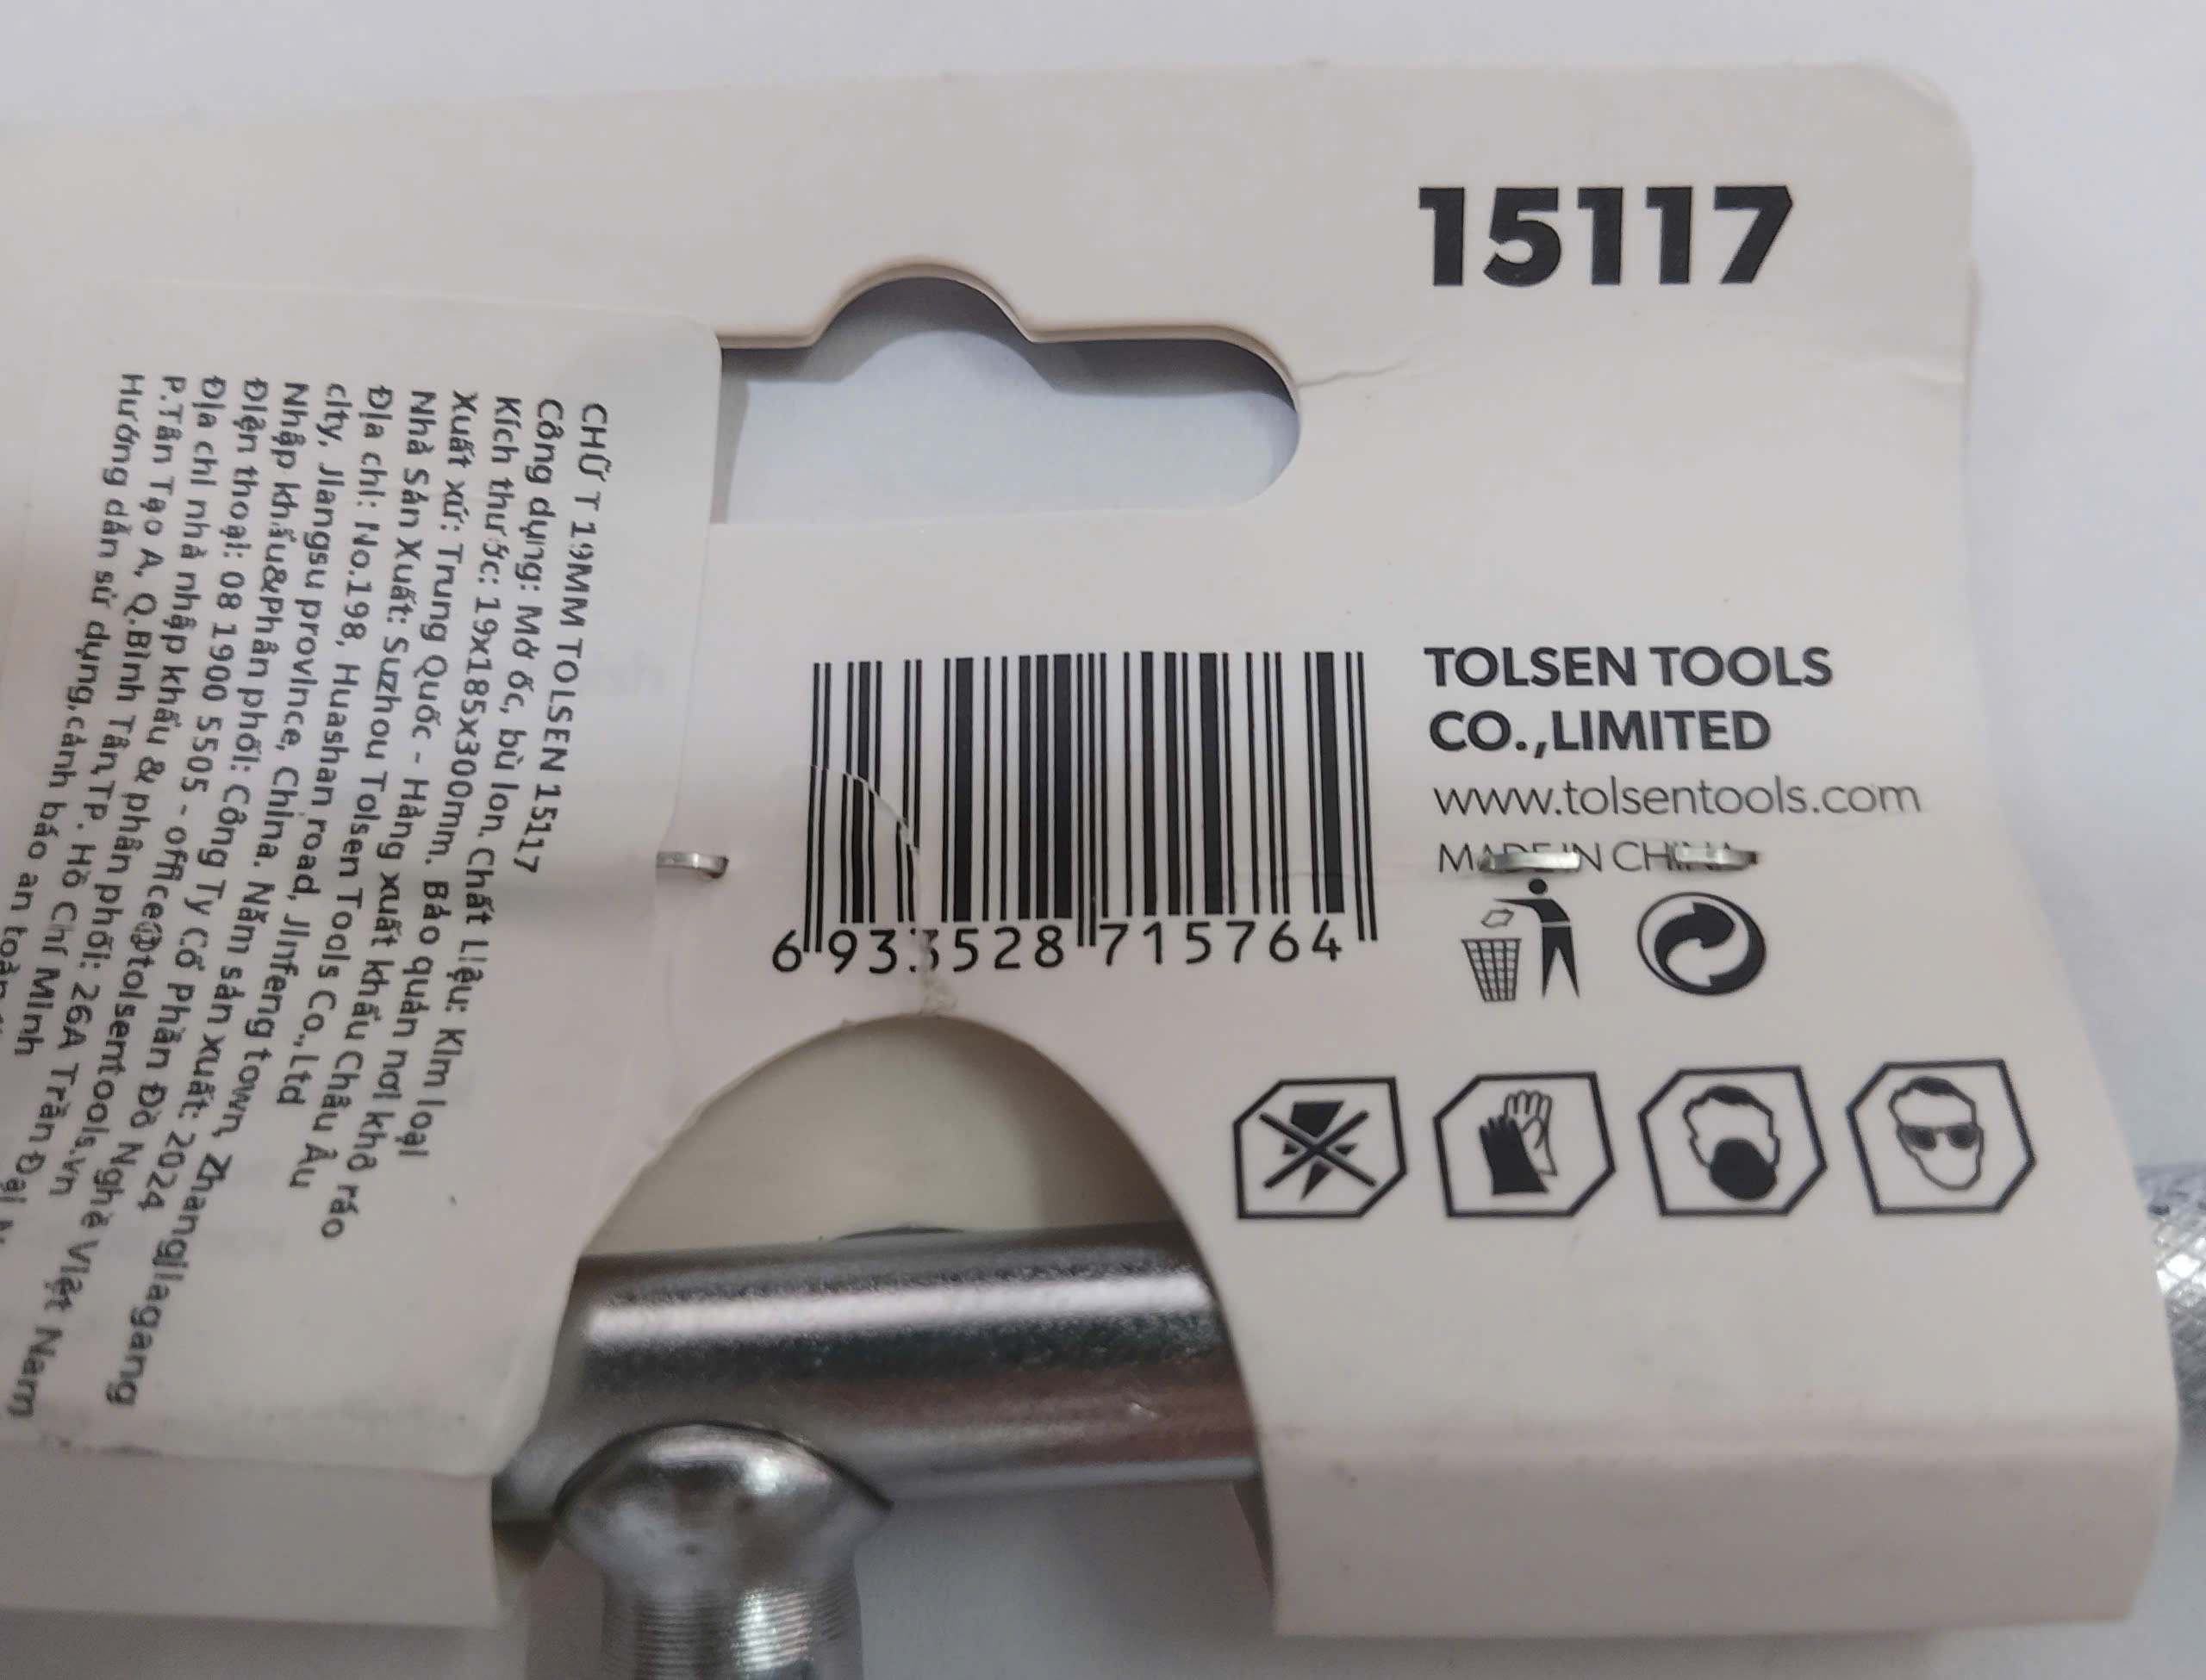 15117
TOLSEN TOOLS
CO.,LIMITED
www.tolsentools.com
MADE IN CHINA
6 933528 715764
CHỮ T 19MM TOLSEN 15117
Công dụng: Mở ốc, bù lon. Chất Liệu: Kim loại
Kích thước: 19x185x300mm. Bảo quản nơi khô ráo
Xuất xứ: Trung Quốc - Hàng xuất khẩu Châu Âu
Nhà Sản Xuất: Suzhou Tolsen Tools Co.,Ltd
Địa chỉ: No.198, Huashan road, Jinfeng town, Zhangjiagang
city, Jiangsu province, China. Năm sản xuất: 2024
Nhập khẩu&Phân phối: Công Ty Cổ Phần Đồ Nghề Việt Nam
Điện thoại: 08 1900 5505 - office@tolsentools.vn
Địa chỉ nhà nhập khẩu & phân phối: 26A Trần Đại
P.Tân Tạo A, Q.Bình Tân,Tp. Hồ Chí Minh
Hướng dẫn sử dụng,cảnh báo an toàn